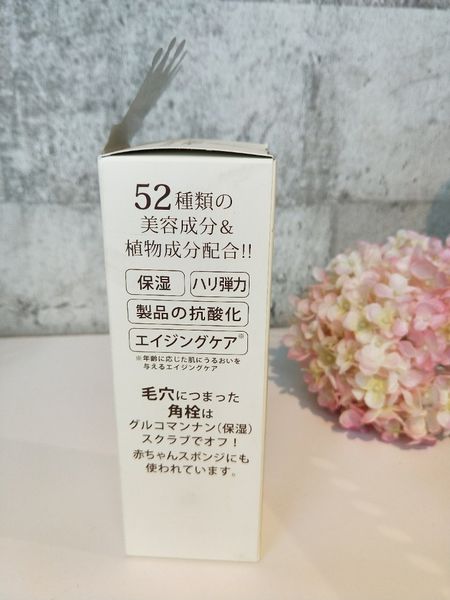 52種類の
美容成分&
植物成分配合!!
保湿 ハリ弾力
製品の抗酸化
エイジングケア※
※年齢に応じた肌にうるおいを
与えるエイジングケア
毛穴につまった
角栓は
グルコマンナン(保湿)
スクラブでオフ!
赤ちゃんスポンジにも
使われています。